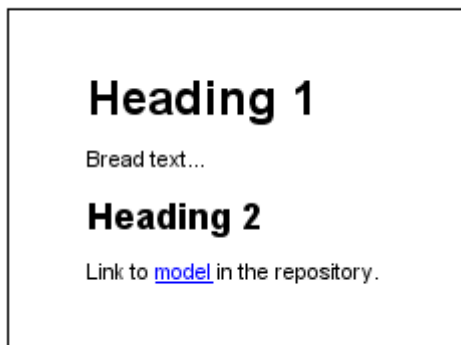 Heading 1
Bread text...
Heading 2
Link to model in the repository.